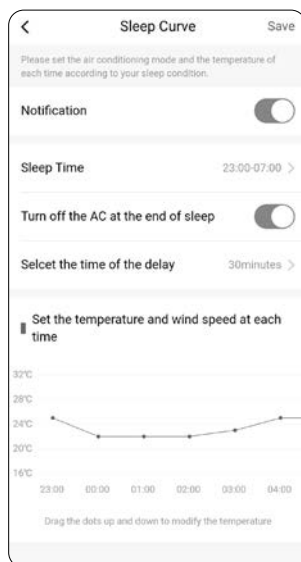 Sleep Curve Save
Please set the air conditioning mode and the temperature of
each time according to your sleep condition.
Notification
Sleep Time 23:00-07:00
Turn off the AC at the end of sleep
Selcet the time of the delay 30minutes
Set the temperature and wind speed at each
time
32°C
28°C
24°C
20°C
16°C
23:00 00:00 01:00 02:00 03:00 04:00
Drag the dots up and down to modify the temperature